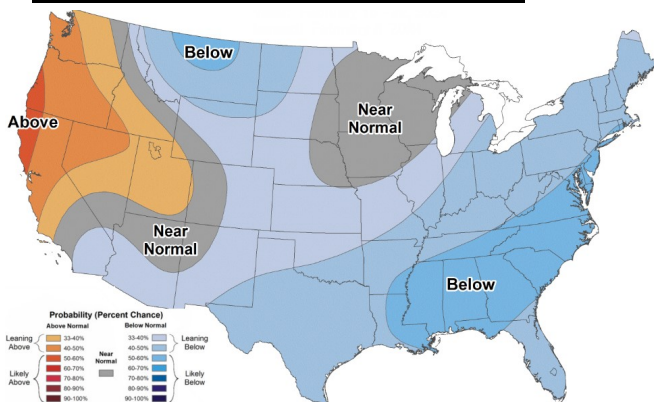 Below
Above
Near
Normal
Near
Normal
Below
Probability (Percent Chance)
Above Normal
Below Normal
Leaning
Above
33-40%
40-50%
Likely
Above
50-60%
60-70%
70-80%
80-90%
90-100%
Near
Normal
33-40%
40-50%
Leaning
Below
50-60%
60-70%
70-80%
80-90%
90-100%
Likely
Below